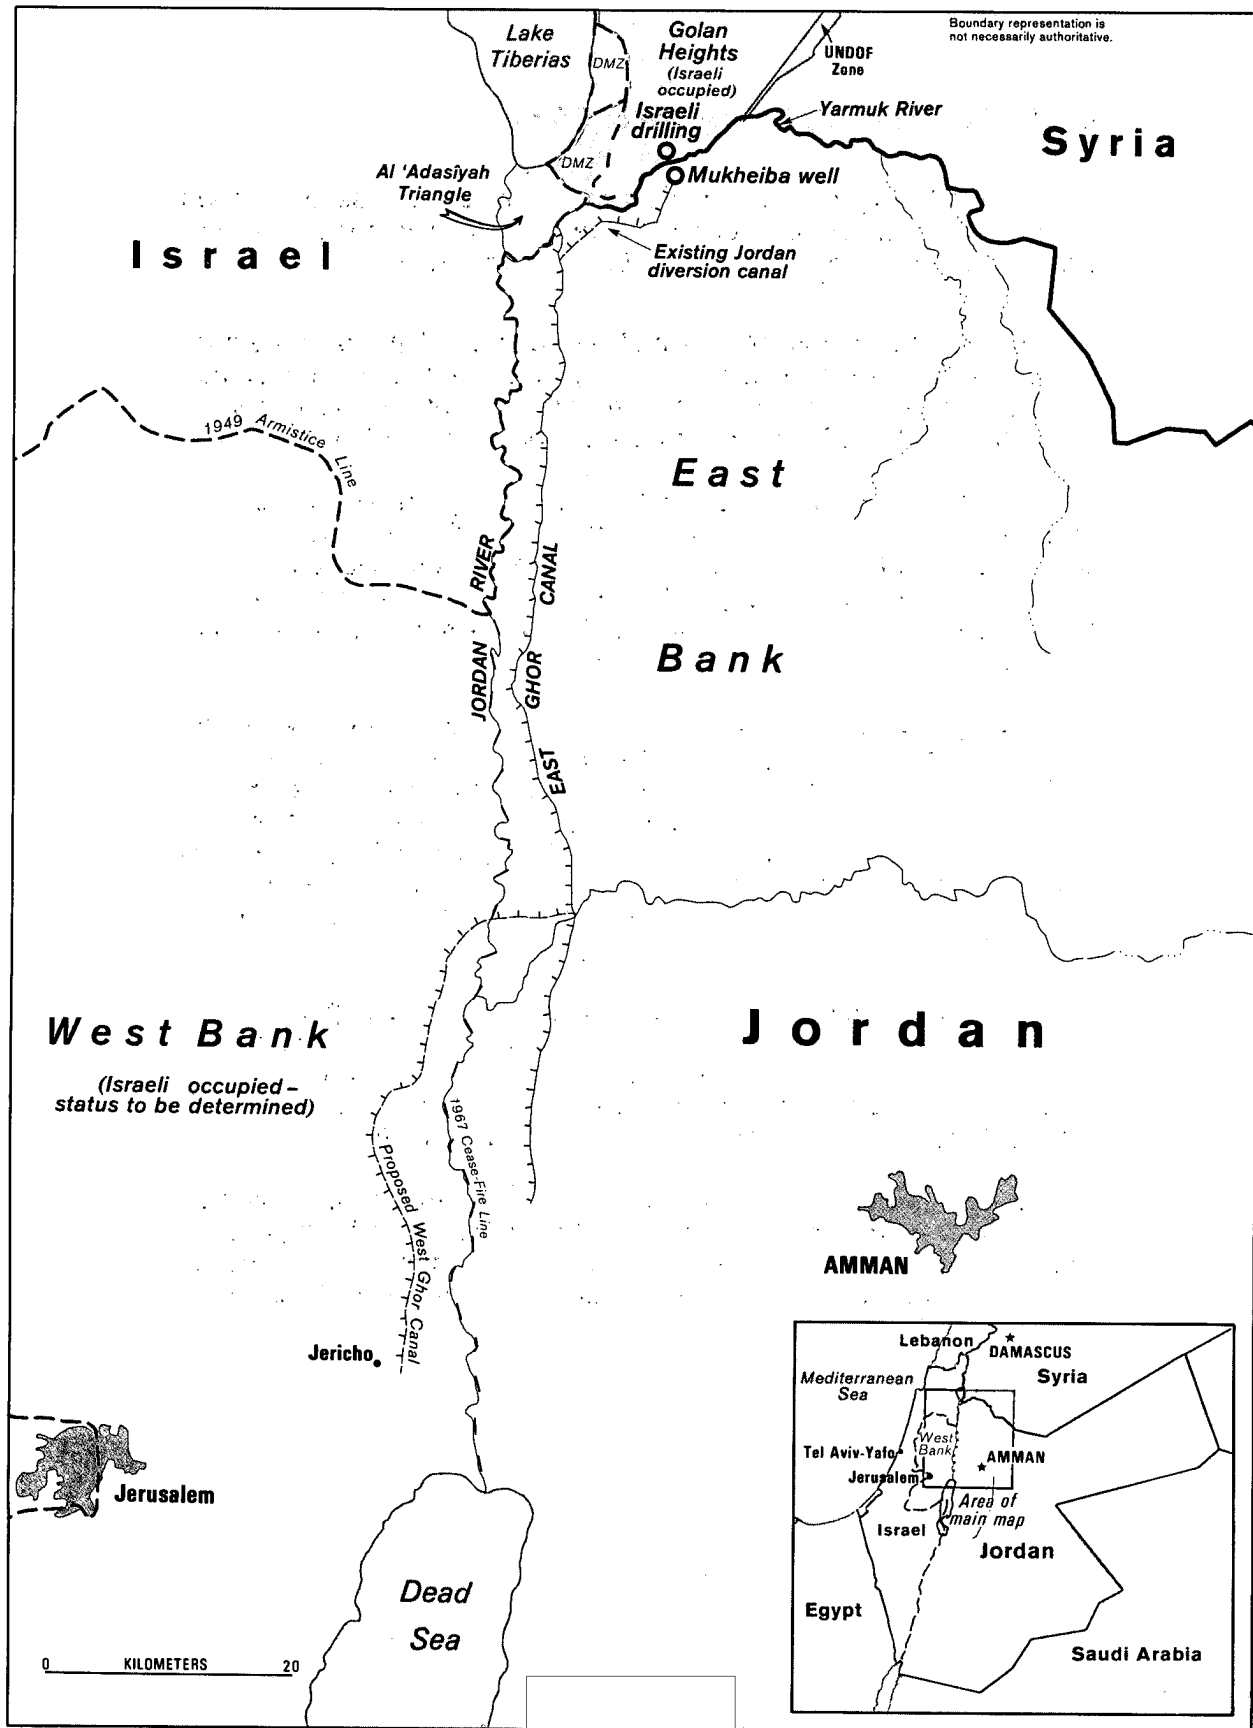 Boundary representation is
not necessarily authoritative.
Lake
Tiberias
DMZ
Golan
Heights
(Israeli
occupied)
UNDOF
Zone
Israeli
drilling
Yarmuk River
Syria
DMZ
Mukheiba well
Al 'Adasîyah
Triangle
Israel
Existing Jordan
diversion canal
1949 Armistice Line
East
Bank
JORDAN RIVER
EAST GHOR CANAL
West Bank
(Israeli occupied–
status to be determined)
Jordan
1967 Cease-Fire Line
Proposed West Ghor Canal
AMMAN
Jericho
Jerusalem
Dead
Sea
0 KILOMETERS 20
Lebanon
DAMASCUS
Mediterranean
Sea
Syria
West
Bank
Tel Aviv-Yafo
AMMAN
Jerusalem
Area of
main map
Israel
Jordan
Egypt
Saudi Arabia